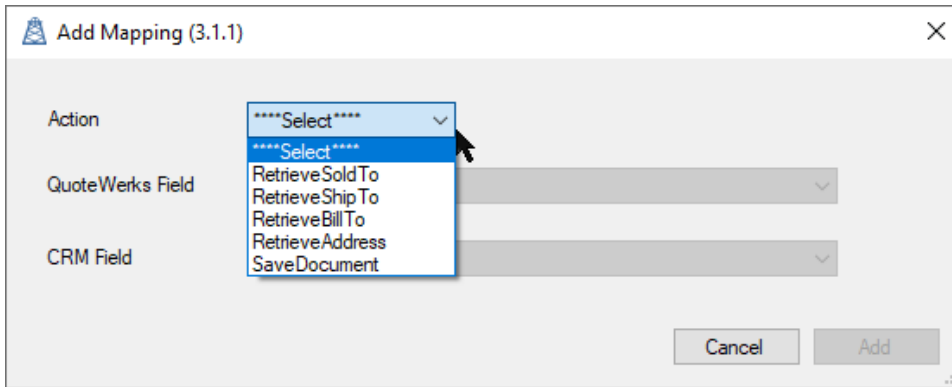 Add Mapping (3.1.1)
Action
****Select****
****Select****
RetrieveSoldTo
QuoteWerks Field
RetrieveShipTo
RetrieveBillTo
RetrieveAddress
CRM Field
SaveDocument
Cancel
Add